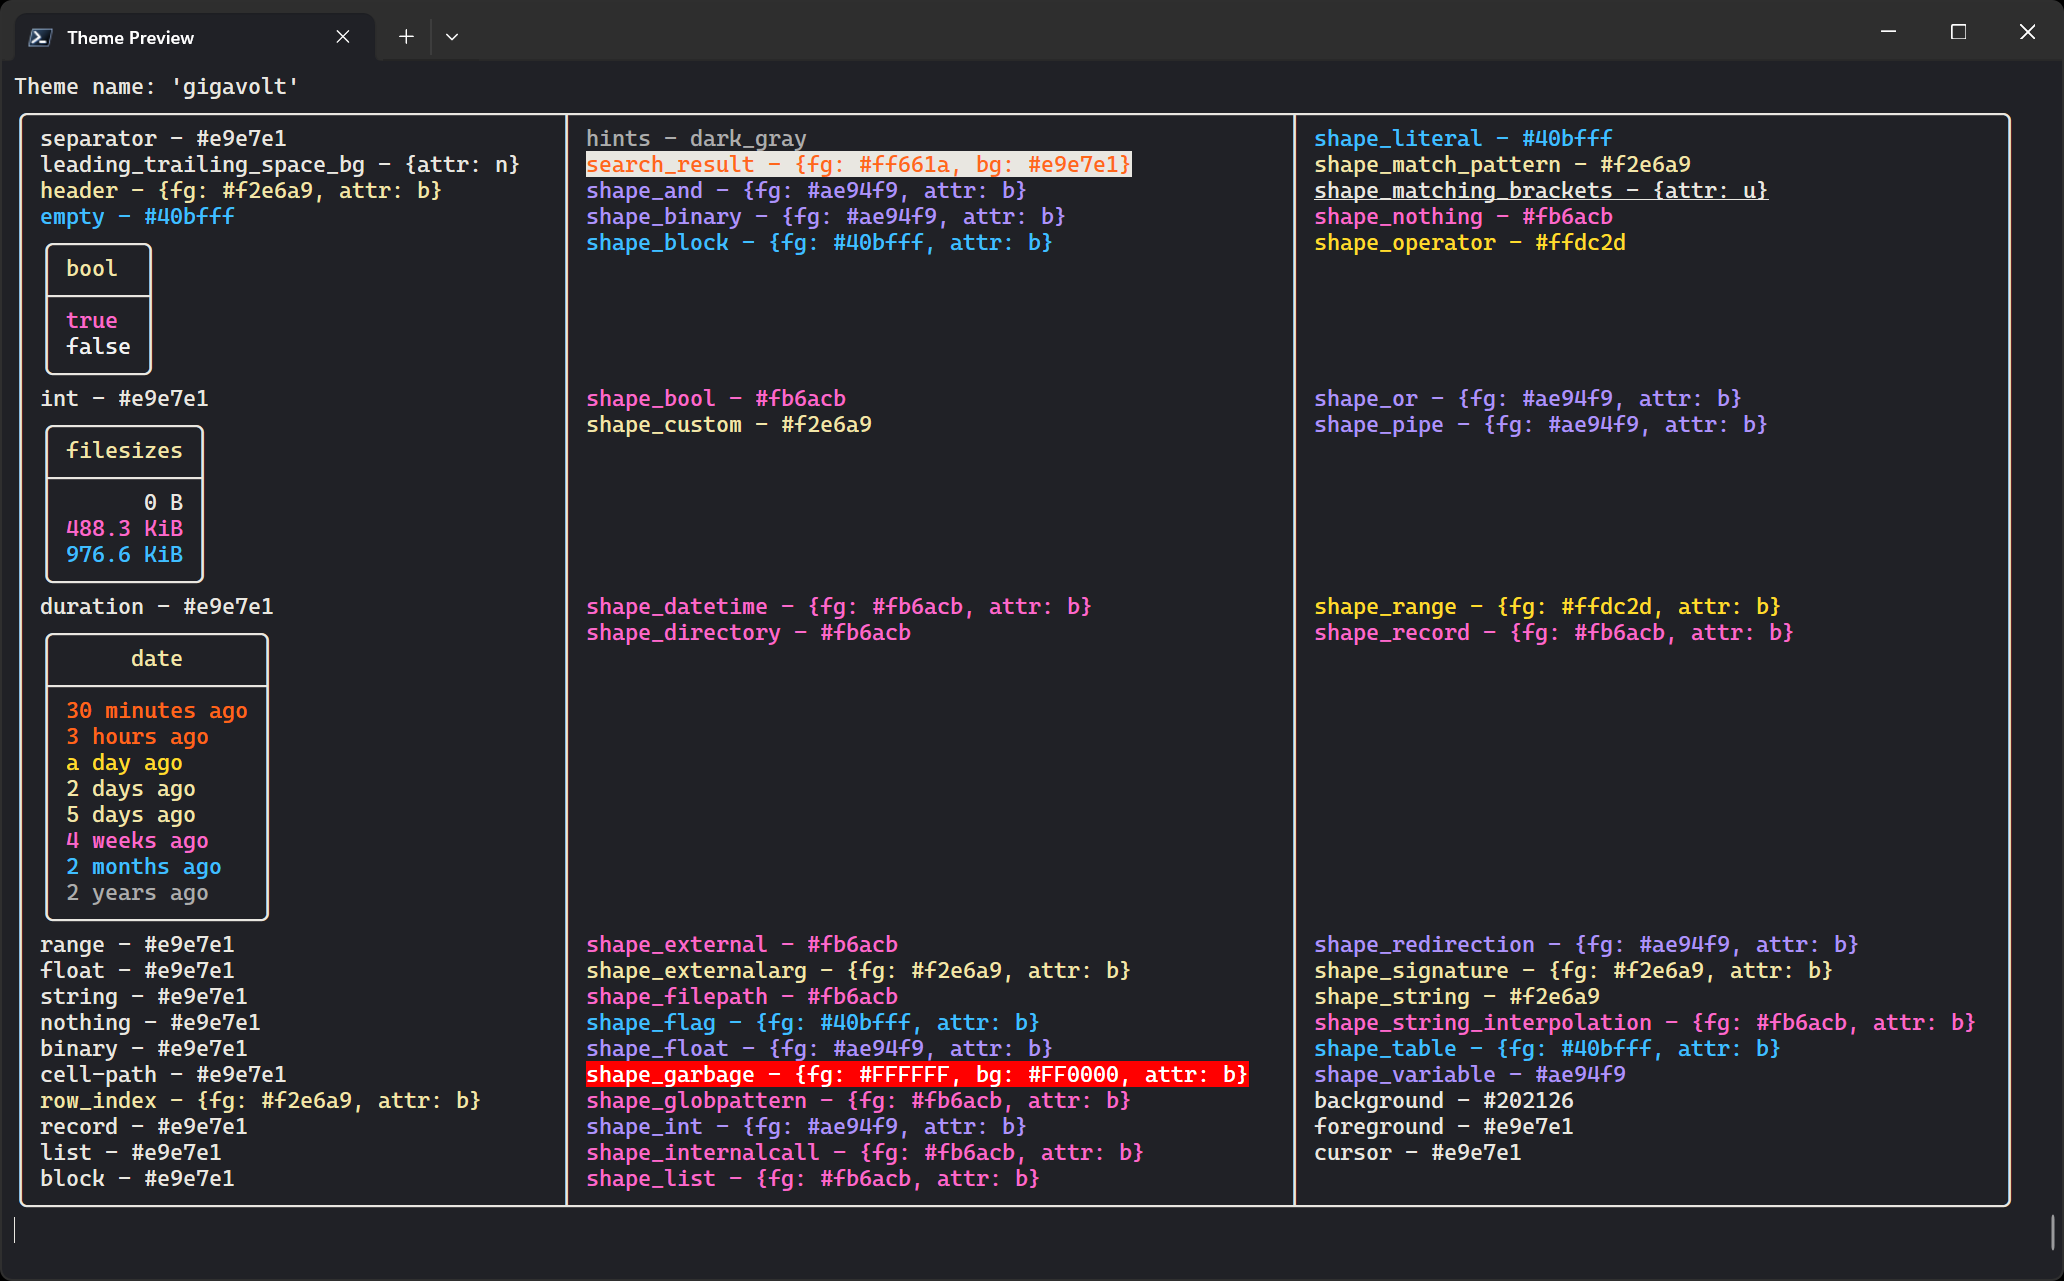 Theme Preview
Theme name: 'gigavolt'
separator - #e9e7e1
leading_trailing_space_bg - {attr: n}
header - {fg: #f2e6a9, attr: b}
empty - #40bfff
bool
true
false
int - #e9e7e1
filesizes
0 B
488.3 KiB
976.6 KiB
duration - #e9e7e1
date
30 minutes ago
3 hours ago
a day ago
2 days ago
5 days ago
4 weeks ago
2 months ago
2 years ago
range - #e9e7e1
float - #e9e7e1
string - #e9e7e1
nothing - #e9e7e1
binary - #e9e7e1
cell-path - #e9e7e1
row_index - {fg: #f2e6a9, attr: b}
record - #e9e7e1
list - #e9e7e1
block - #e9e7e1
hints - dark_gray
search_result - {fg: #ff661a, bg: #e9e7e1}
shape_and - {fg: #ae94f9, attr: b}
shape_binary - {fg: #ae94f9, attr: b}
shape_block - {fg: #40bfff, attr: b}
shape_bool - #fb6acb
shape_custom - #f2e6a9
shape_datetime - {fg: #fb6acb, attr: b}
shape_directory - #fb6acb
shape_external - #fb6acb
shape_externalarg - {fg: #f2e6a9, attr: b}
shape_filepath - #fb6acb
shape_flag - {fg: #40bfff, attr: b}
shape_float - {fg: #ae94f9, attr: b}
shape_garbage - {fg: #FFFFFF, bg: #FF0000, attr: b}
shape_globpattern - {fg: #fb6acb, attr: b}
shape_int - {fg: #ae94f9, attr: b}
shape_internalcall - {fg: #fb6acb, attr: b}
shape_list - {fg: #fb6acb, attr: b}
shape_literal - #40bfff
shape_match_pattern - #f2e6a9
shape_matching_brackets - {attr: u}
shape_nothing - #fb6acb
shape_operator - #ffdc2d
shape_or - {fg: #ae94f9, attr: b}
shape_pipe - {fg: #ae94f9, attr: b}
shape_range - {fg: #ffdc2d, attr: b}
shape_record - {fg: #fb6acb, attr: b}
shape_redirection - {fg: #ae94f9, attr: b}
shape_signature - {fg: #f2e6a9, attr: b}
shape_string - #f2e6a9
shape_string_interpolation - {fg: #fb6acb, attr: b}
shape_table - {fg: #40bfff, attr: b}
shape_variable - #ae94f9
background - #202126
foreground - #e9e7e1
cursor - #e9e7e1